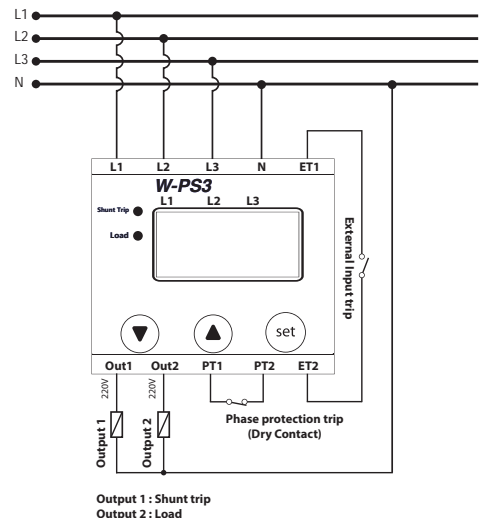 L1
L2
L3
N
L1 L2 L3 N ET1
W-PS3
L1 L2 L3
Shunt Trip
Load
External Input trip
set
Out1 Out2 PT1 PT2 ET2
220V
220V
Output 1
Output 2
Phase protection trip
(Dry Contact)
Output 1 : Shunt trip
Output 2 : Load